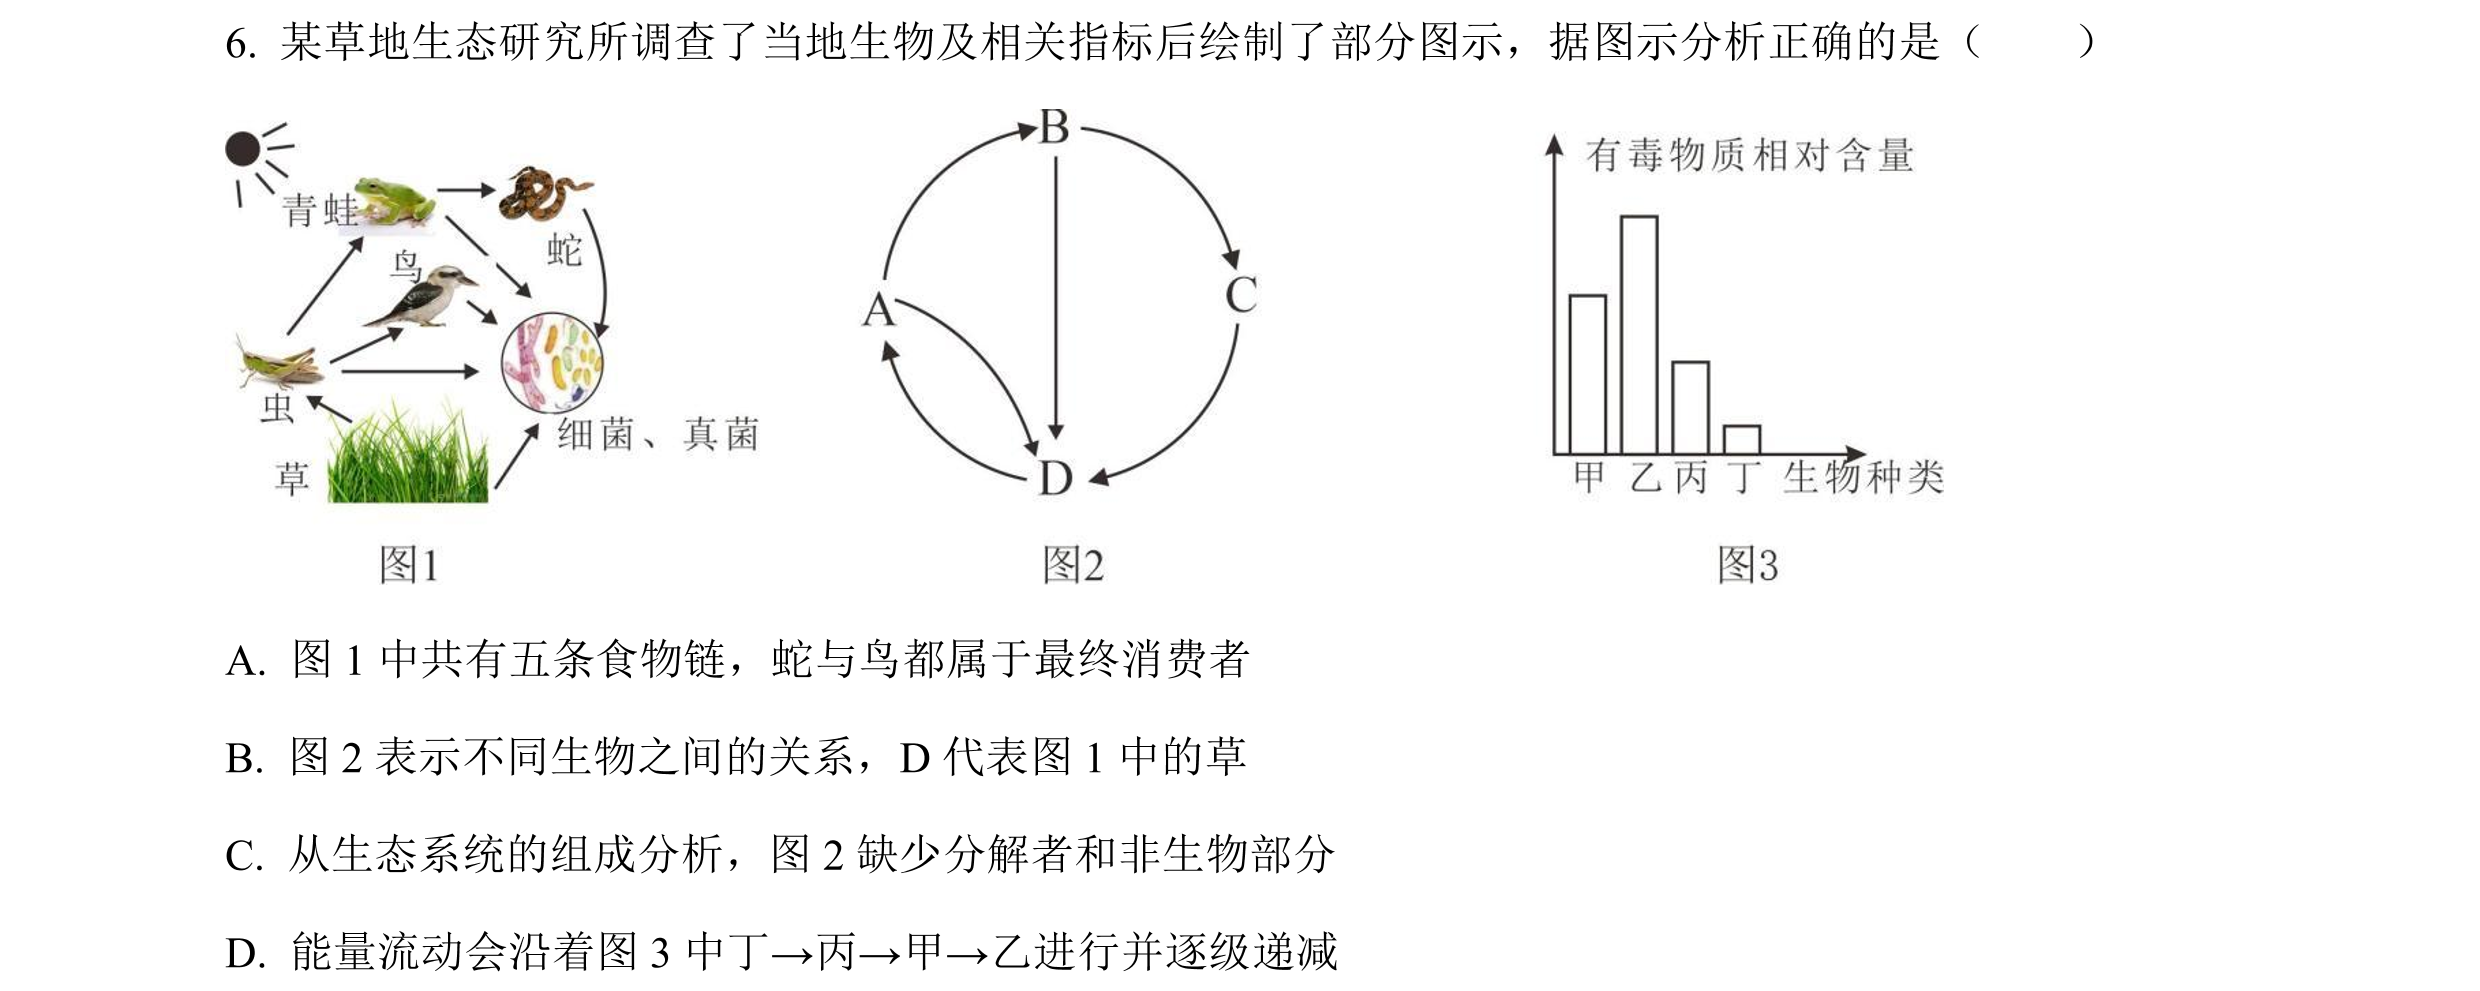 6. 某草地生态研究所调查了当地生物及相关指标后绘制了部分图示，据图示分析正确的是（　　）
青蛙
蛇
鸟
虫
草
细菌、真菌
图1
B
A
C
D
图2
有毒物质相对含量
甲 乙 丙 丁 生物种类
图3
A. 图 1 中共有五条食物链，蛇与鸟都属于最终消费者
B. 图 2 表示不同生物之间的关系，D 代表图 1 中的草
C. 从生态系统的组成分析，图 2 缺少分解者和非生物部分
D. 能量流动会沿着图 3 中丁→丙→甲→乙进行并逐级递减